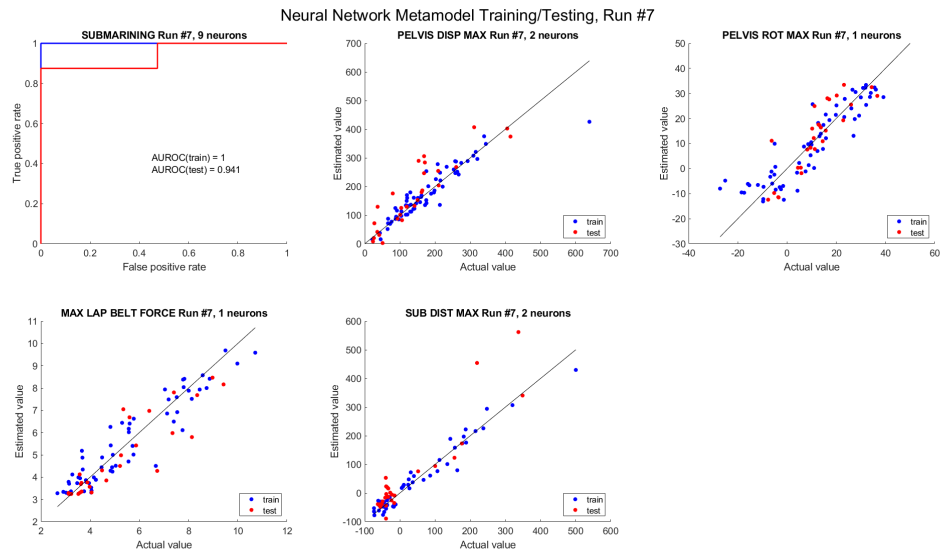 Neural Network Metamodel Training/Testing, Run #7
SUBMARINING Run #7, 9 neurons
True positive rate
1
0.8
0.6
0.4
0.2
0
AUROC(train) = 1
AUROC(test) = 0.941
0
0.2
0.4
0.6
0.8
1
False positive rate
PELVIS DISP MAX Run #7, 2 neurons
Estimated value
700
600
500
400
300
200
100
0
train
test
0
100
200
300
400
500
600
700
Actual value
PELVIS ROT MAX Run #7, 1 neurons
Estimated value
50
40
30
20
10
0
-10
-20
-30
train
test
-40
-20
0
20
40
60
Actual value
MAX LAP BELT FORCE Run #7, 1 neurons
Estimated value
11
10
9
8
7
6
5
4
3
2
train
test
2
4
6
8
10
12
Actual value
SUB DIST MAX Run #7, 2 neurons
Estimated value
600
500
400
300
200
100
0
-100
train
test
-100
0
100
200
300
400
500
600
Actual value